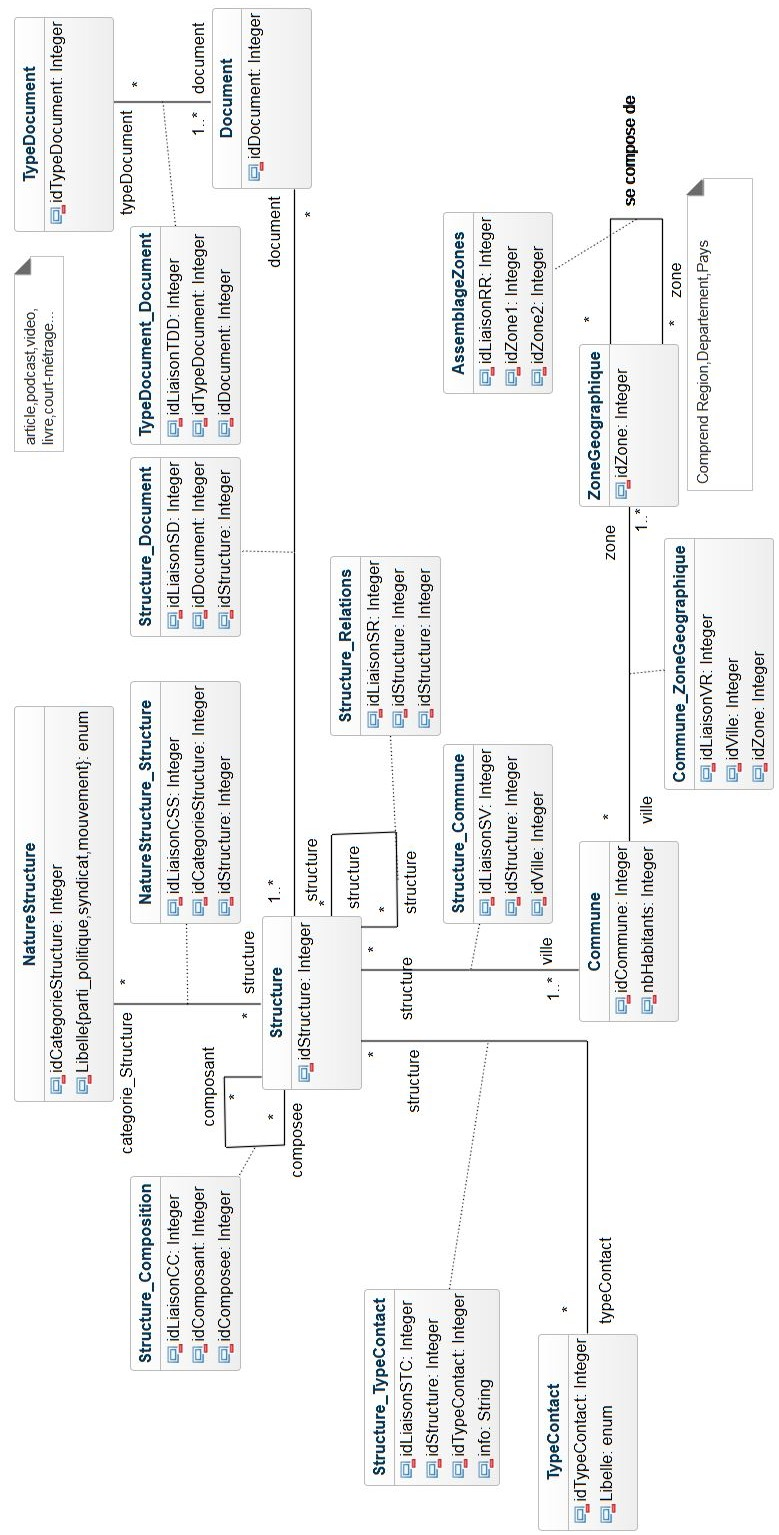 TypeDocument
idTypeDocument: Integer
article,podcast,video,
livre,court-métrage...
typeDocument
*
1..*
document
Document
idDocument: Integer
TypeDocument_Document
idLiaisonTDD: Integer
idTypeDocument: Integer
idDocument: Integer
document
*
Structure_Document
idLiaisonSD: Integer
idDocument: Integer
idStructure: Integer
NatureStructure
idCategorieStructure: Integer
Libelle{parti_politique,syndicat,mouvement}: enum
NatureStructure_Structure
idLiaisonCSS: Integer
idCategorieStructure: Integer
idStructure: Integer
categorie_Structure
*
structure
*
1..*
structure
Structure
idStructure: Integer
composant
*
*
composee
Structure_Composition
idLiaisonCC: Integer
idComposant: Integer
idComposee: Integer
Structure_Relations
idLiaisonSR: Integer
idStructure: Integer
idStructure: Integer
*
structure
*
structure
AssemblageZones
idLiaisonRR: Integer
idZone1: Integer
idZone2: Integer
se compose de
*
*
zone
ZoneGeographique
idZone: Integer
Comprend Region,Departement,Pays
zone
1..*
Commune_ZoneGeographique
idLiaisonVR: Integer
idVille: Integer
idZone: Integer
*
ville
Structure_Commune
idLiaisonSV: Integer
idStructure: Integer
idVille: Integer
*
structure
1..*
ville
Commune
idCommune: Integer
nbHabitants: Integer
*
structure
Structure_TypeContact
idLiaisonSTC: Integer
idStructure: Integer
idTypeContact: Integer
info: String
*
typeContact
TypeContact
idTypeContact: Integer
Libelle: enum